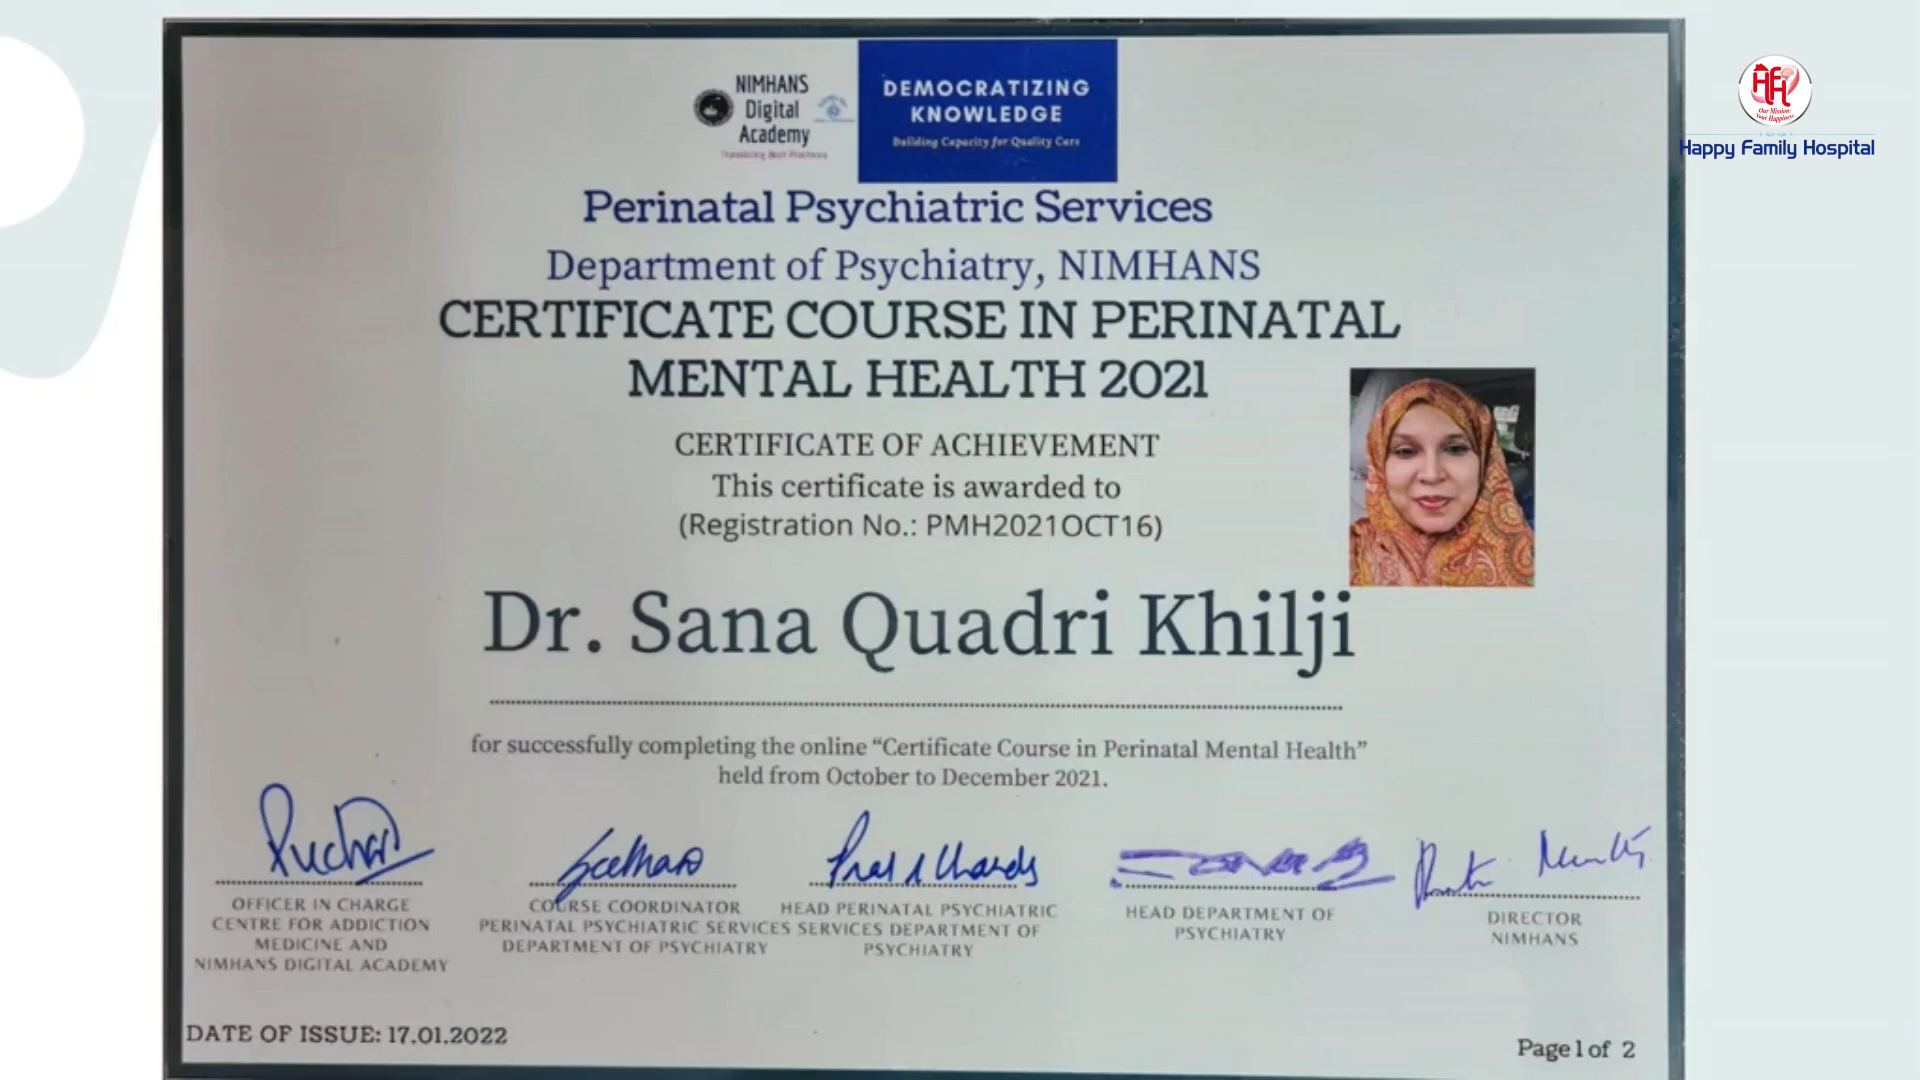 NIMHANS
Digital
Academy
DEMOCRATIZING
KNOWLEDGE
Building Capacity for Quality Care
HFH
Our Mission:
Your Happiness
Happy Family Hospital
Perinatal Psychiatric Services
Department of Psychiatry, NIMHANS
CERTIFICATE COURSE IN PERINATAL
MENTAL HEALTH 2021
CERTIFICATE OF ACHIEVEMENT
This certificate is awarded to
(Registration No.: PMH2021OCT16)
Dr. Sana Quadri Khilji
for successfully completing the online “Certificate Course in Perinatal Mental Health”
held from October to December 2021.
OFFICER IN CHARGE
CENTRE FOR ADDICTION
MEDICINE AND
NIMHANS DIGITAL ACADEMY
COURSE COORDINATOR
PERINATAL PSYCHIATRIC SERVICES
DEPARTMENT OF PSYCHIATRY
HEAD PERINATAL PSYCHIATRIC
SERVICES DEPARTMENT OF
PSYCHIATRY
HEAD DEPARTMENT OF
PSYCHIATRY
DIRECTOR
NIMHANS
DATE OF ISSUE: 17.01.2022
Page 1 of 2